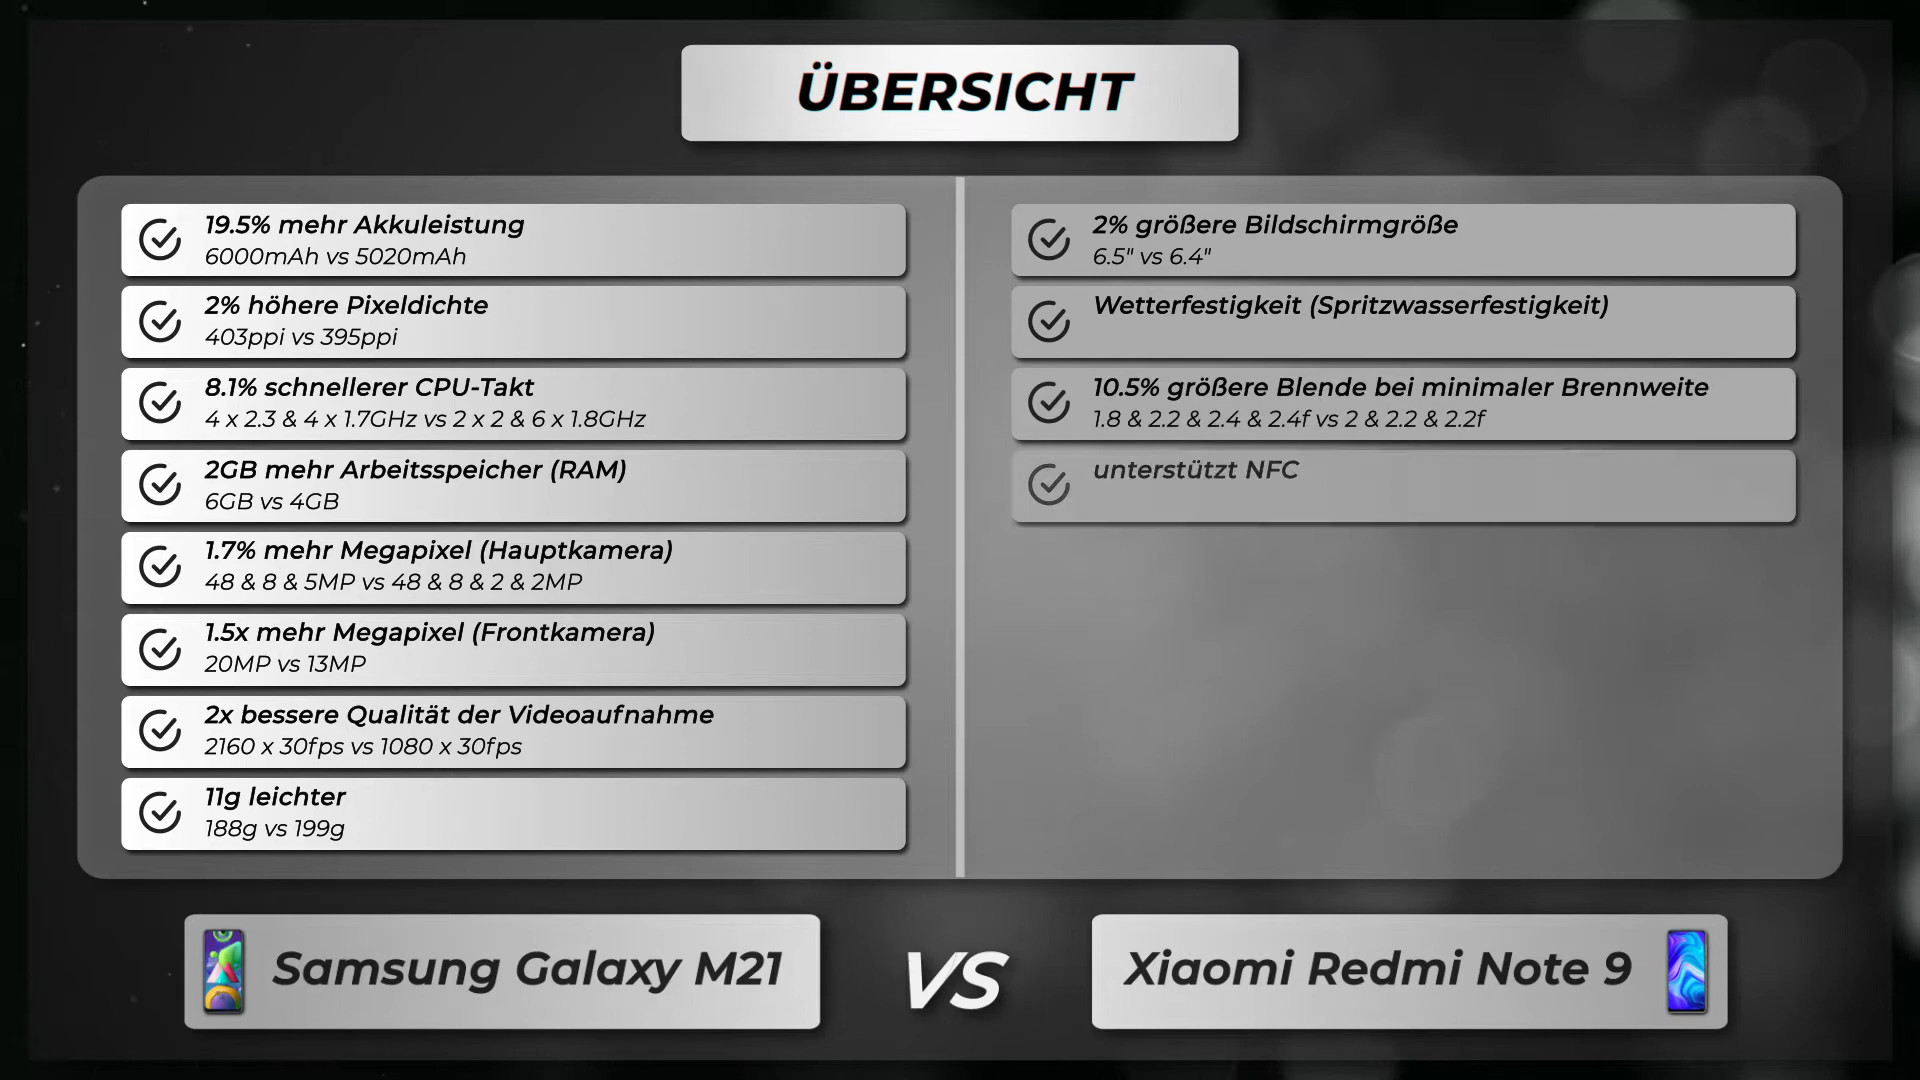 ÜBERSICHT
19.5% mehr Akkuleistung
6000mAh vs 5020mAh
2% höhere Pixeldichte
403ppi vs 395ppi
8.1% schnellerer CPU-Takt
4 x 2.3 & 4 x 1.7GHz vs 2 x 2 & 6 x 1.8GHz
2GB mehr Arbeitsspeicher (RAM)
6GB vs 4GB
1.7% mehr Megapixel (Hauptkamera)
48 & 8 & 5MP vs 48 & 8 & 2 & 2MP
1.5x mehr Megapixel (Frontkamera)
20MP vs 13MP
2x bessere Qualität der Videoaufnahme
2160 x 30fps vs 1080 x 30fps
11g leichter
188g vs 199g
2% größere Bildschirmgröße
6.5" vs 6.4"
Wetterfestigkeit (Spritzwasserfestigkeit)
10.5% größere Blende bei minimaler Brennweite
1.8 & 2.2 & 2.4 & 2.4f vs 2 & 2.2 & 2.2f
unterstützt NFC
Samsung Galaxy M21
VS
Xiaomi Redmi Note 9